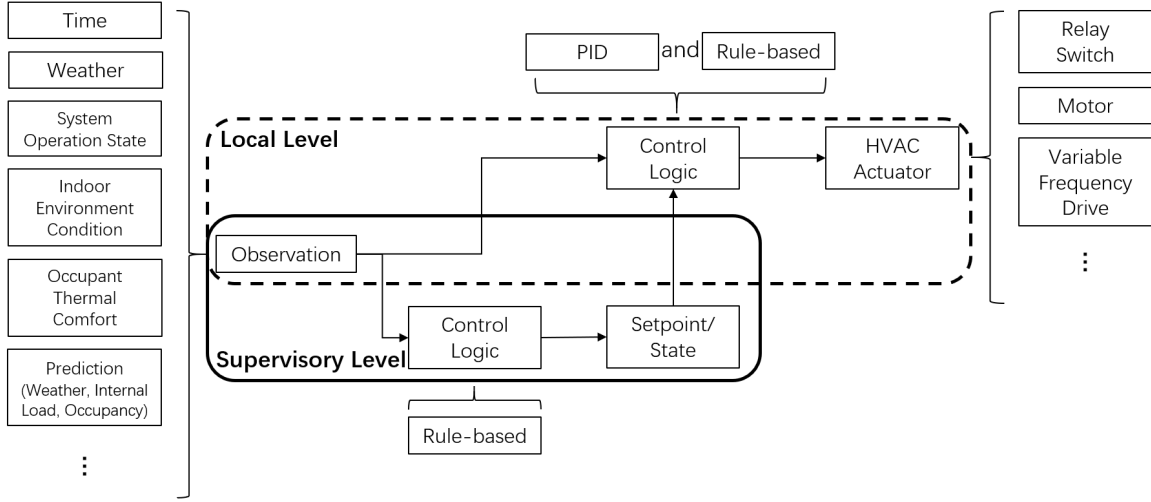 Time
Weather
System
Operation State
Indoor
Environment
Condition
Occupant
Thermal
Comfort
Prediction
(Weather, Internal
Load, Occupancy)
...
PID and Rule-based
Local Level
Control
Logic
HVAC
Actuator
Observation
Control
Logic
Setpoint/
State
Supervisory Level
Rule-based
Relay
Switch
Motor
Variable
Frequency
Drive
...